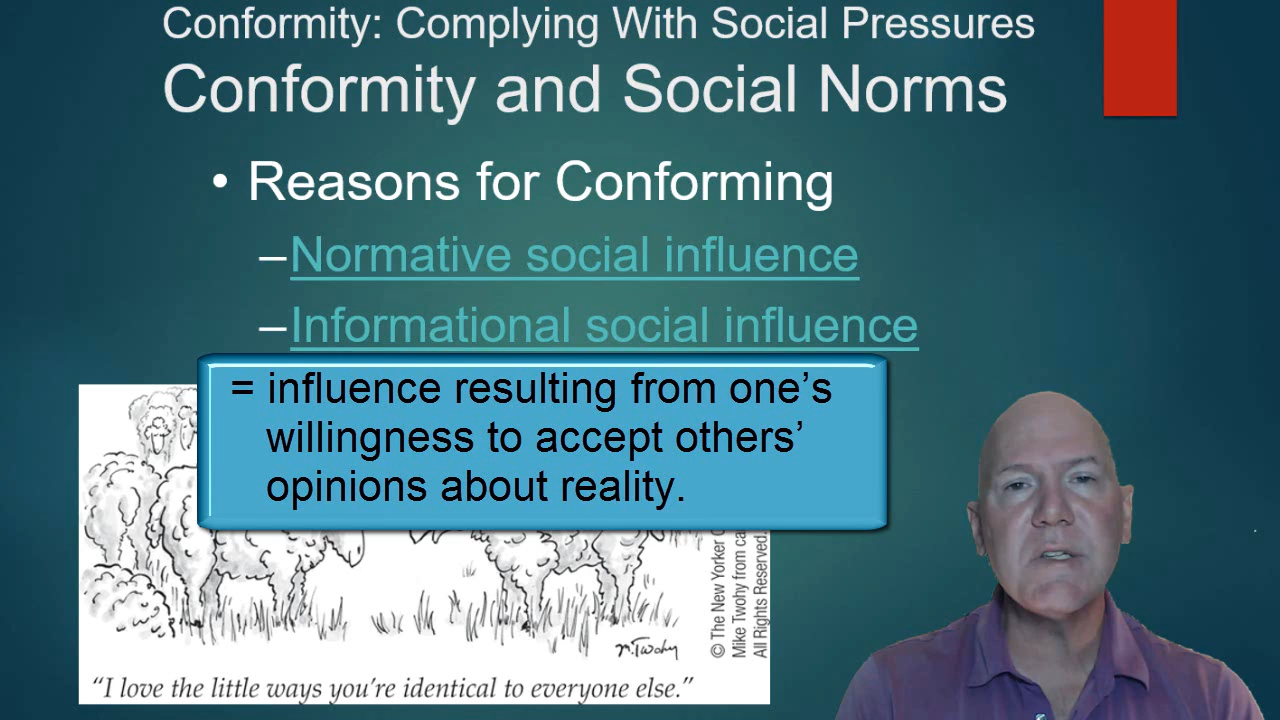 Conformity: Complying With Social Pressures
Conformity and Social Norms
• Reasons for Conforming
–Normative social influence
–Informational social influence
= influence resulting from one’s
willingness to accept others’
opinions about reality.
© The New Yorker
Mike Twohy from
All Rights Reserved.
M.Twohy
“I love the little ways you’re identical to everyone else.”